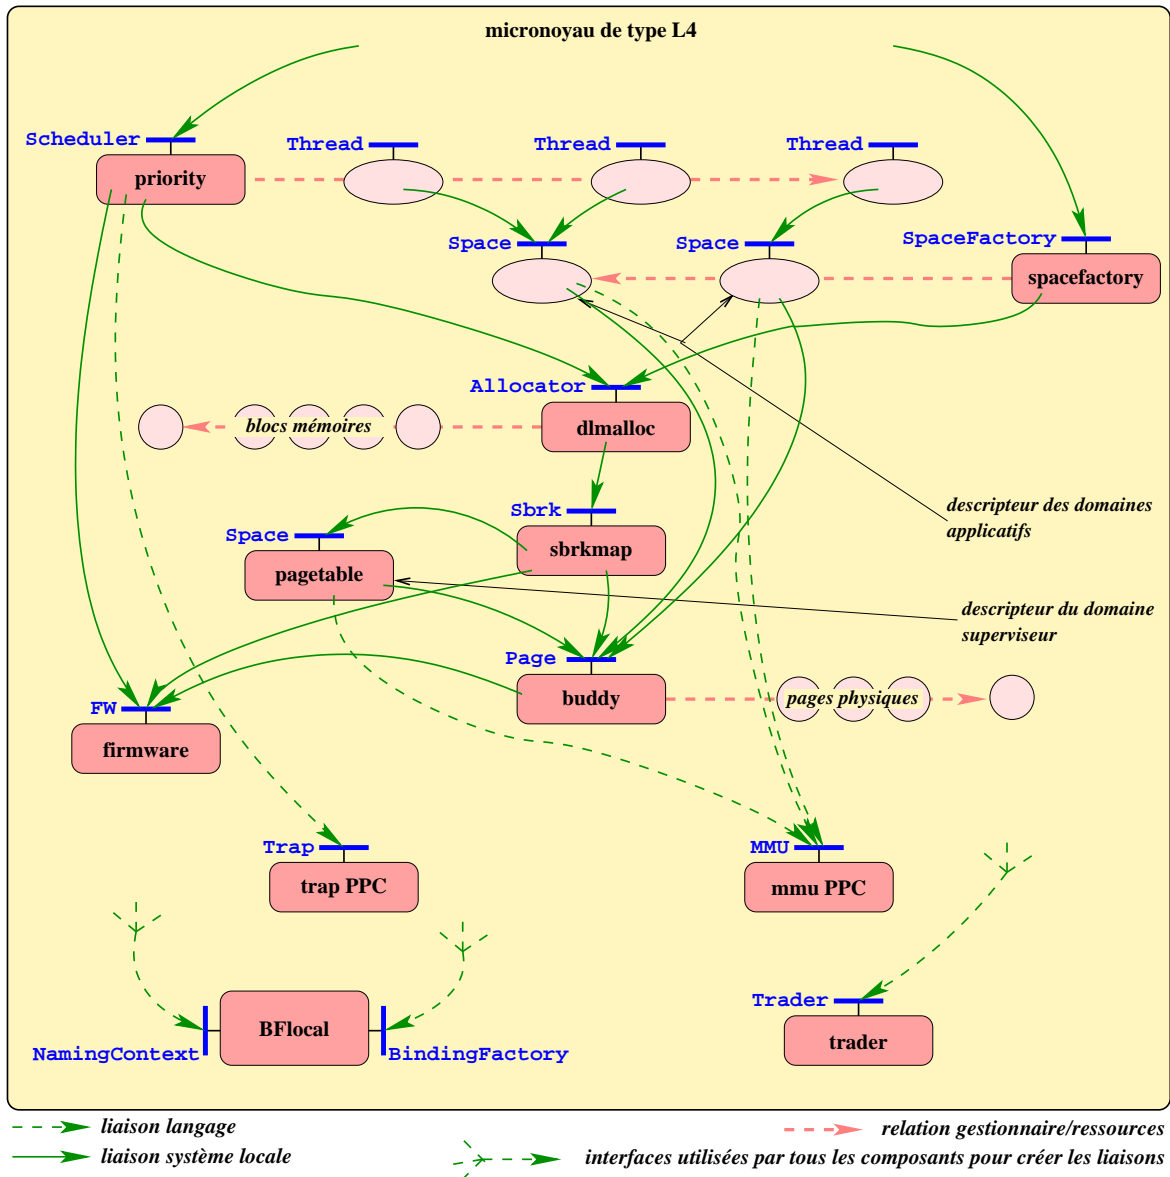 micronoyau de type L4
Scheduler
Thread
Thread
Thread
priority
Space
Space
SpaceFactory
spacefactory
Allocator
blocs mémoires
dlmalloc
descripteur des domaines
applicatifs
Sbrk
Space
sbrkmap
pagetable
descripteur du domaine
superviseur
Page
buddy
pages physiques
FW
firmware
Trap
trap PPC
MMU
mmu PPC
NamingContext
BFlocal
BindingFactory
Trader
trader
liaison langage
relation gestionnaire/ressources
liaison système locale
interfaces utilisées par tous les composants pour créer les liaisons